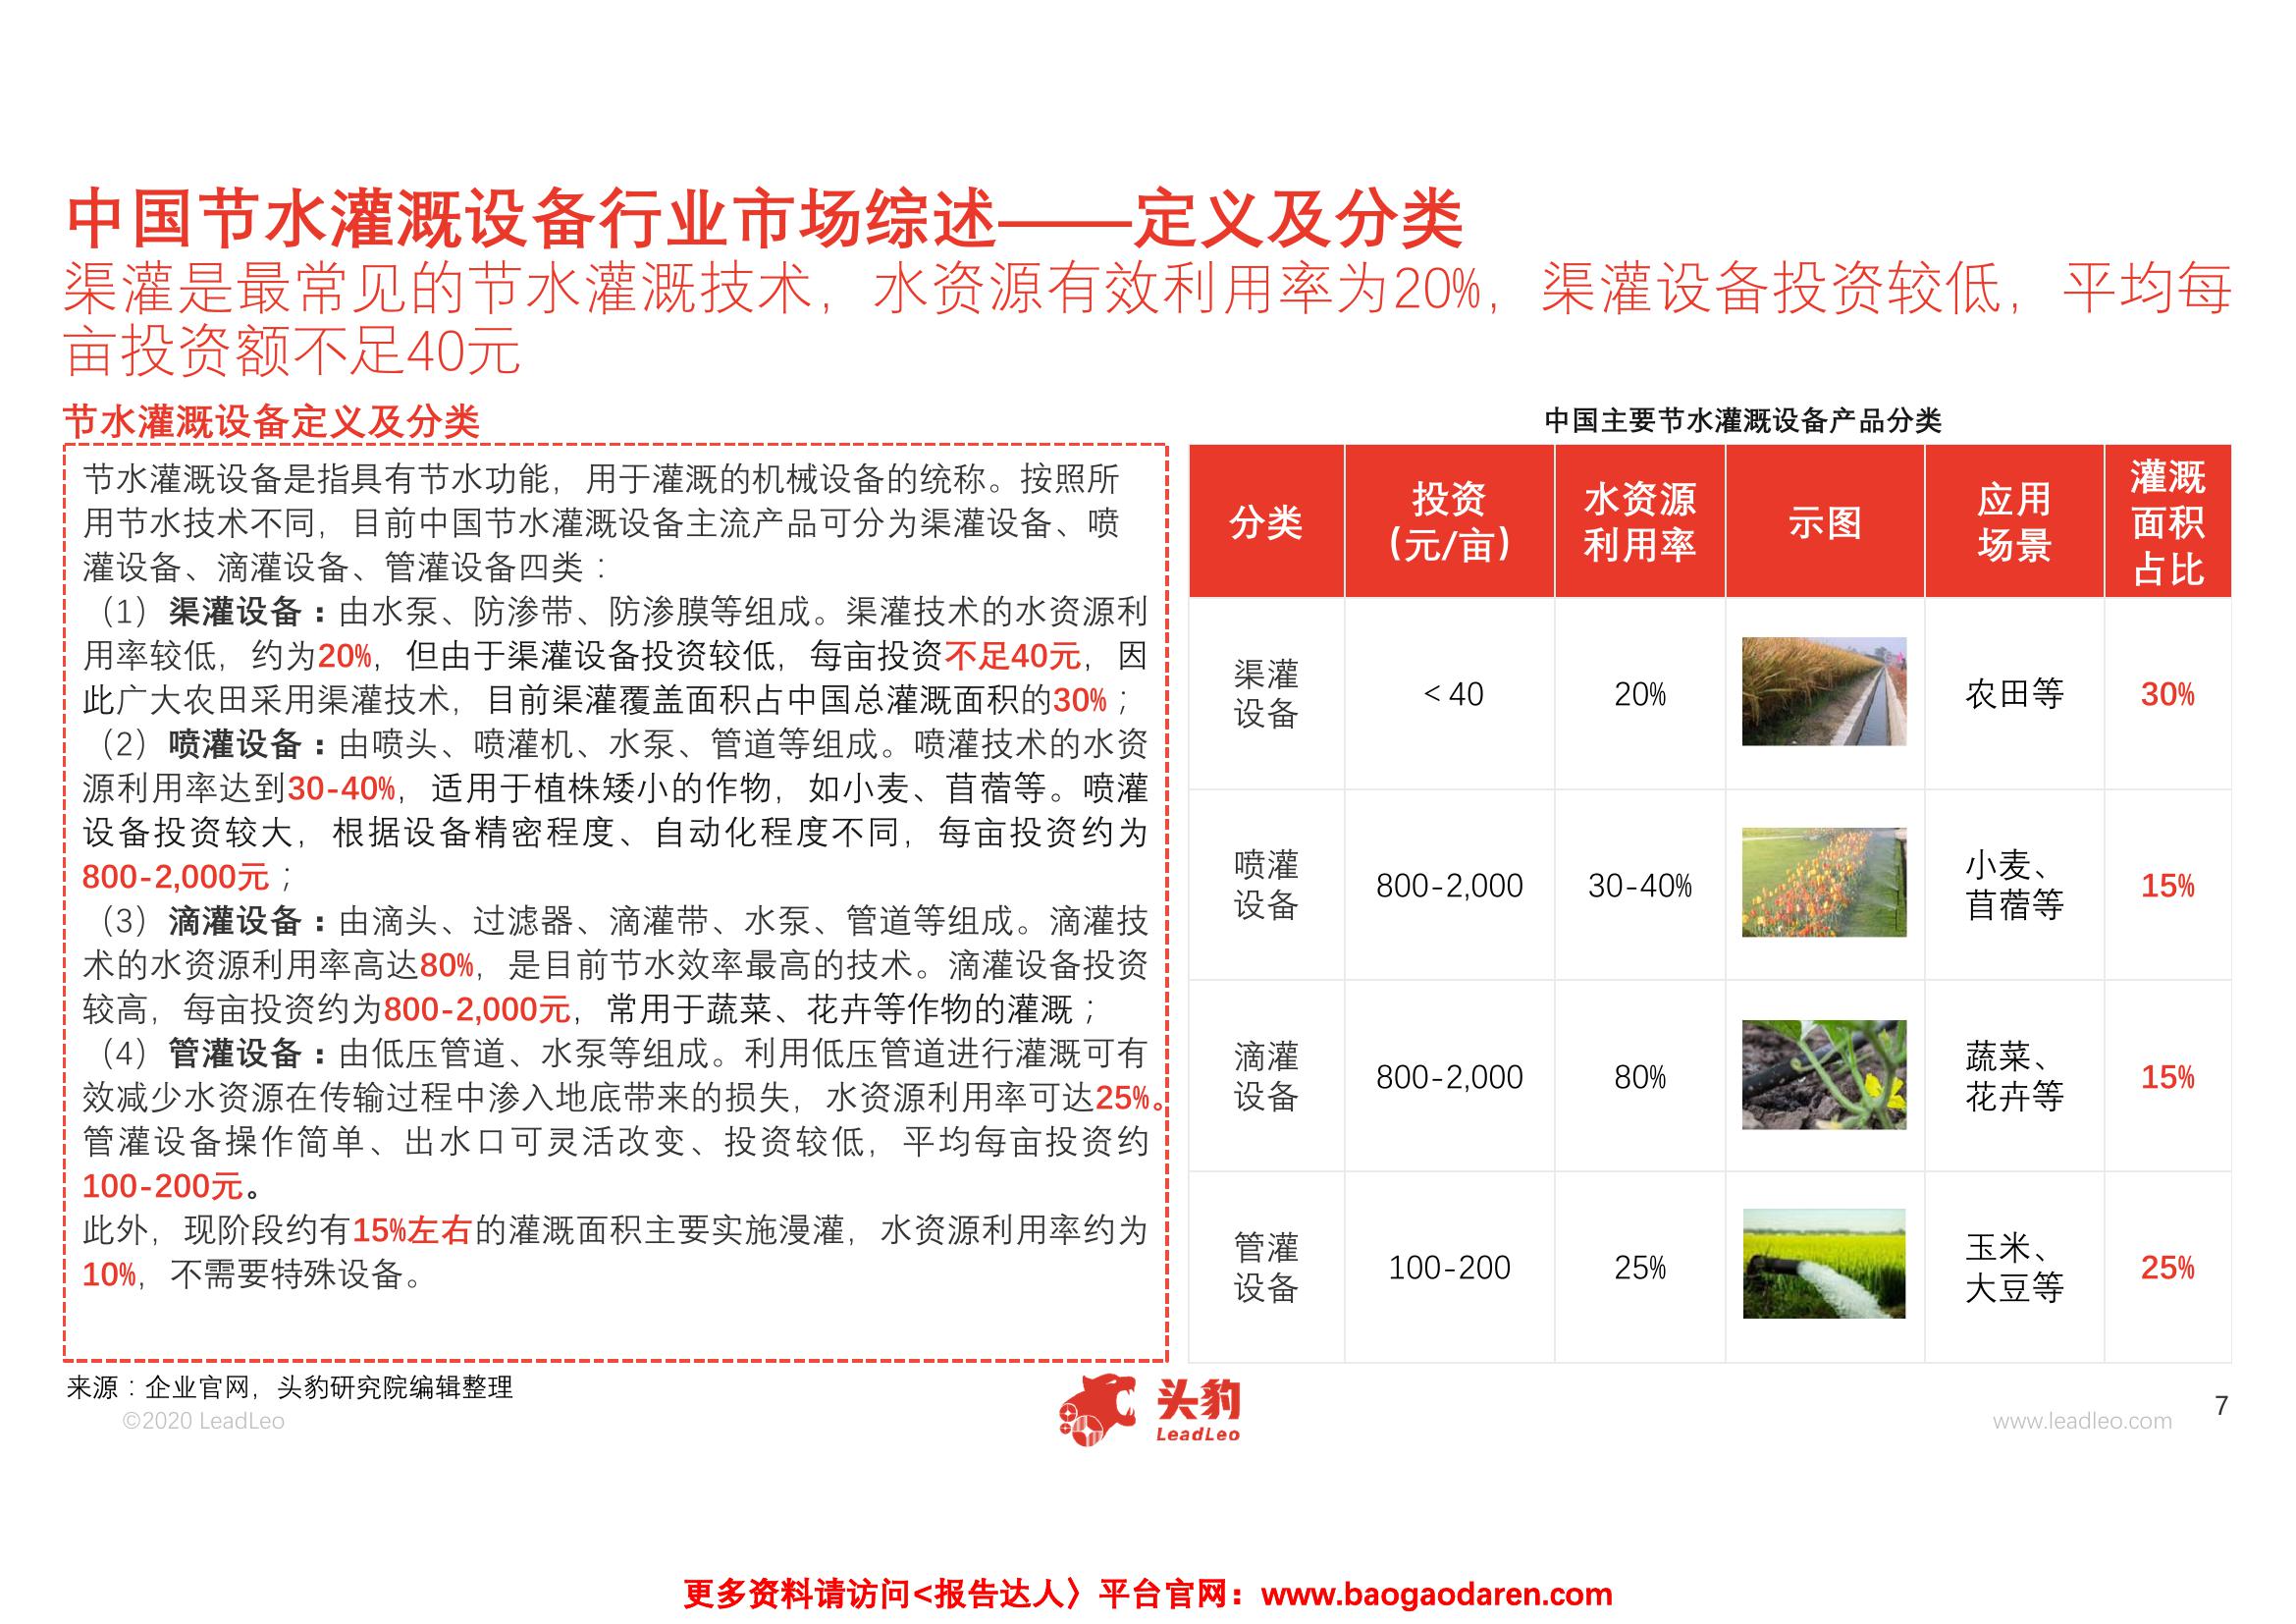 中国节水灌溉设备行业市场综述——定义及分类
渠灌是最常见的节水灌溉技术，水资源有效利用率为20%，渠灌设备投资较低，平均每
亩投资额不足40元
节水灌溉设备定义及分类
节水灌溉设备是指具有节水功能，用于灌溉的机械设备的统称。按照所
用节水技术不同，目前中国节水灌溉设备主流产品可分为渠灌设备、喷
灌设备、滴灌设备、管灌设备四类：
（1）渠灌设备：由水泵、防渗带、防渗膜等组成。渠灌技术的水资源利
用率较低，约为20%，但由于渠灌设备投资较低，每亩投资不足40元，因
此广大农田采用渠灌技术，目前渠灌覆盖面积占中国总灌溉面积的30%；
（2）喷灌设备：由喷头、喷灌机、水泵、管道等组成。喷灌技术的水资
源利用率达到30-40%，适用于植株矮小的作物，如小麦、苜蓿等。喷灌
设备投资较大，根据设备精密程度、自动化程度不同，每亩投资约为
800-2,000元；
（3）滴灌设备：由滴头、过滤器、滴灌带、水泵、管道等组成。滴灌技
术的水资源利用率高达80%，是目前节水效率最高的技术。滴灌设备投资
较高，每亩投资约为800-2,000元，常用于蔬菜、花卉等作物的灌溉；
（4）管灌设备：由低压管道、水泵等组成。利用低压管道进行灌溉可有
效减少水资源在传输过程中渗入地底带来的损失，水资源利用率可达25%。
管灌设备操作简单、出水口可灵活改变、投资较低，平均每亩投资约
100-200元。
此外，现阶段约有15%左右的灌溉面积主要实施漫灌，水资源利用率约为
10%，不需要特殊设备。
中国主要节水灌溉设备产品分类
分类
投资
(元/亩)
水资源
利用率
示图
应用
场景
灌溉
面积
占比
渠灌
设备
< 40
20%
农田等
30%
喷灌
设备
800-2,000
30-40%
小麦、
苜蓿等
15%
滴灌
设备
800-2,000
80%
蔬菜、
花卉等
15%
管灌
设备
100-200
25%
玉米、
大豆等
25%
来源：企业官网，头豹研究院编辑整理
©2020 LeadLeo
头豹
LeadLeo
www.leadleo.com
7
更多资料请访问<报告达人〉平台官网：www.baogaodaren.com